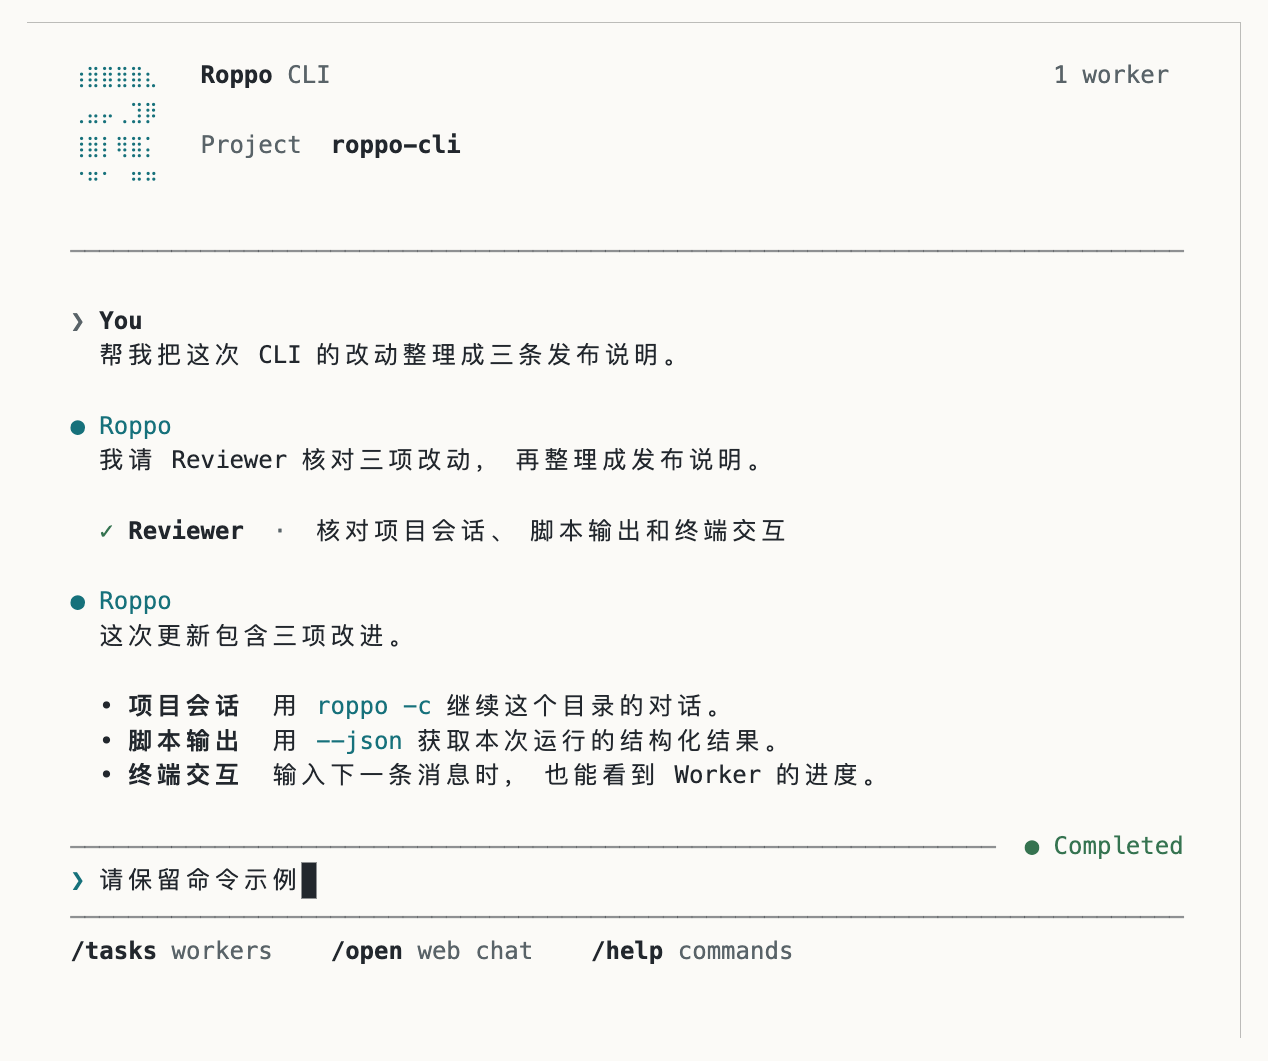 Roppo CLI 1 worker
Project roppo-cli
❯ You
帮我把这次 CLI 的改动整理成三条发布说明。
● Roppo
我请 Reviewer 核对三项改动，再整理成发布说明。
✓ Reviewer · 核对项目会话、脚本输出和终端交互
● Roppo
这次更新包含三项改进。
• 项目会话 用 roppo -c 继续这个目录的对话。
• 脚本输出 用 --json 获取本次运行的结构化结果。
• 终端交互 输入下一条消息时，也能看到 Worker 的进度。
● Completed
❯ 请保留命令示例
/tasks workers /open web chat /help commands